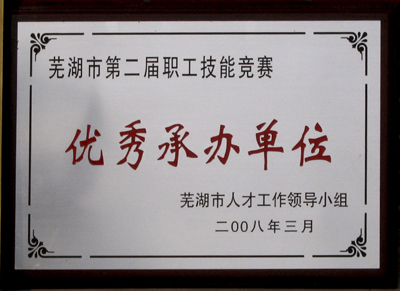 芜湖市第二届职工技能竞赛
优秀承办单位
芜湖市人才工作领导小组
二00八年三月